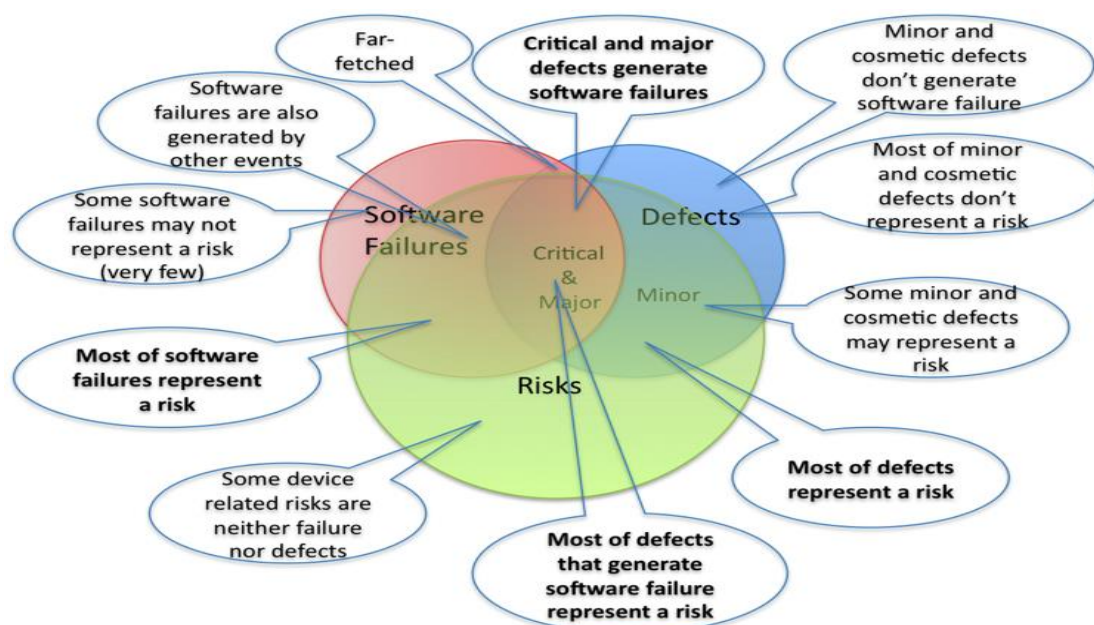 Far-
fetched
Critical and major
defects generate
software failures
Minor and
cosmetic defects
don't generate
software failure
Software
failures are also
generated by
other events
Most of minor
and cosmetic
defects don't
represent a risk
Some software
failures may not
represent a risk
(very few)
Software
Failures
Defects
Critical
&
Major
Minor
Some minor and
cosmetic defects
may represent a
risk
Most of software
failures represent
a risk
Risks
Some device
related risks are
neither failure
nor defects
Most of defects
represent a risk
Most of defects
that generate
software failure
represent a risk